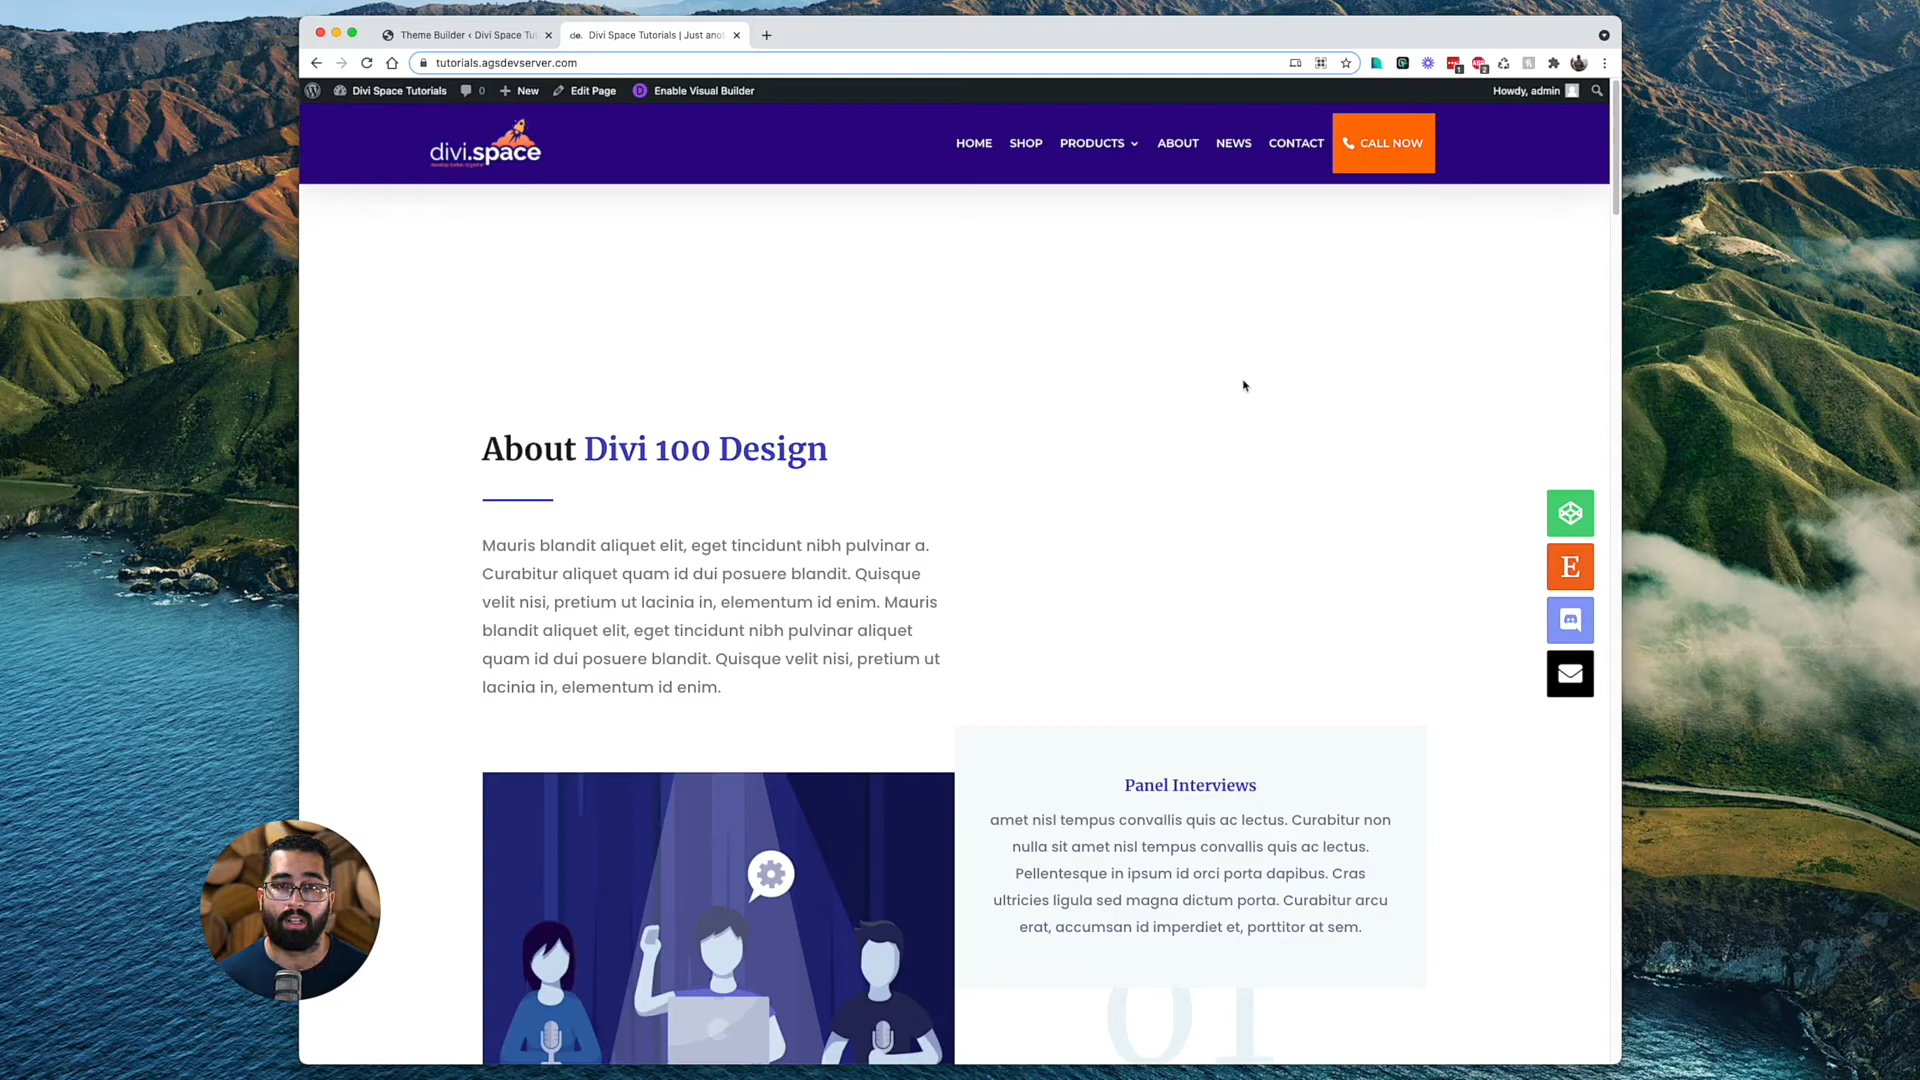 Theme Builder ‹ Divi Space Tut
de. Divi Space Tutorials | Just anot
tutorials.agsdevserver.com
1
2
Divi Space Tutorials
0
New
Edit Page
D Enable Visual Builder
Howdy, admin
divi.space
HOME
SHOP
PRODUCTS
ABOUT
NEWS
CONTACT
CALL NOW
About Divi 100 Design
Mauris blandit aliquet elit, eget tincidunt nibh pulvinar a.
Curabitur aliquet quam id dui posuere blandit. Quisque
velit nisi, pretium ut lacinia in, elementum id enim. Mauris
blandit aliquet elit, eget tincidunt nibh pulvinar aliquet
quam id dui posuere blandit. Quisque velit nisi, pretium ut
lacinia in, elementum id enim.
E
Panel Interviews
amet nisl tempus convallis quis ac lectus. Curabitur non
nulla sit amet nisl tempus convallis quis ac lectus.
Pellentesque in ipsum id orci porta dapibus. Cras
ultricies ligula sed magna dictum porta. Curabitur arcu
erat, accumsan id imperdiet et, porttitor at sem.
01